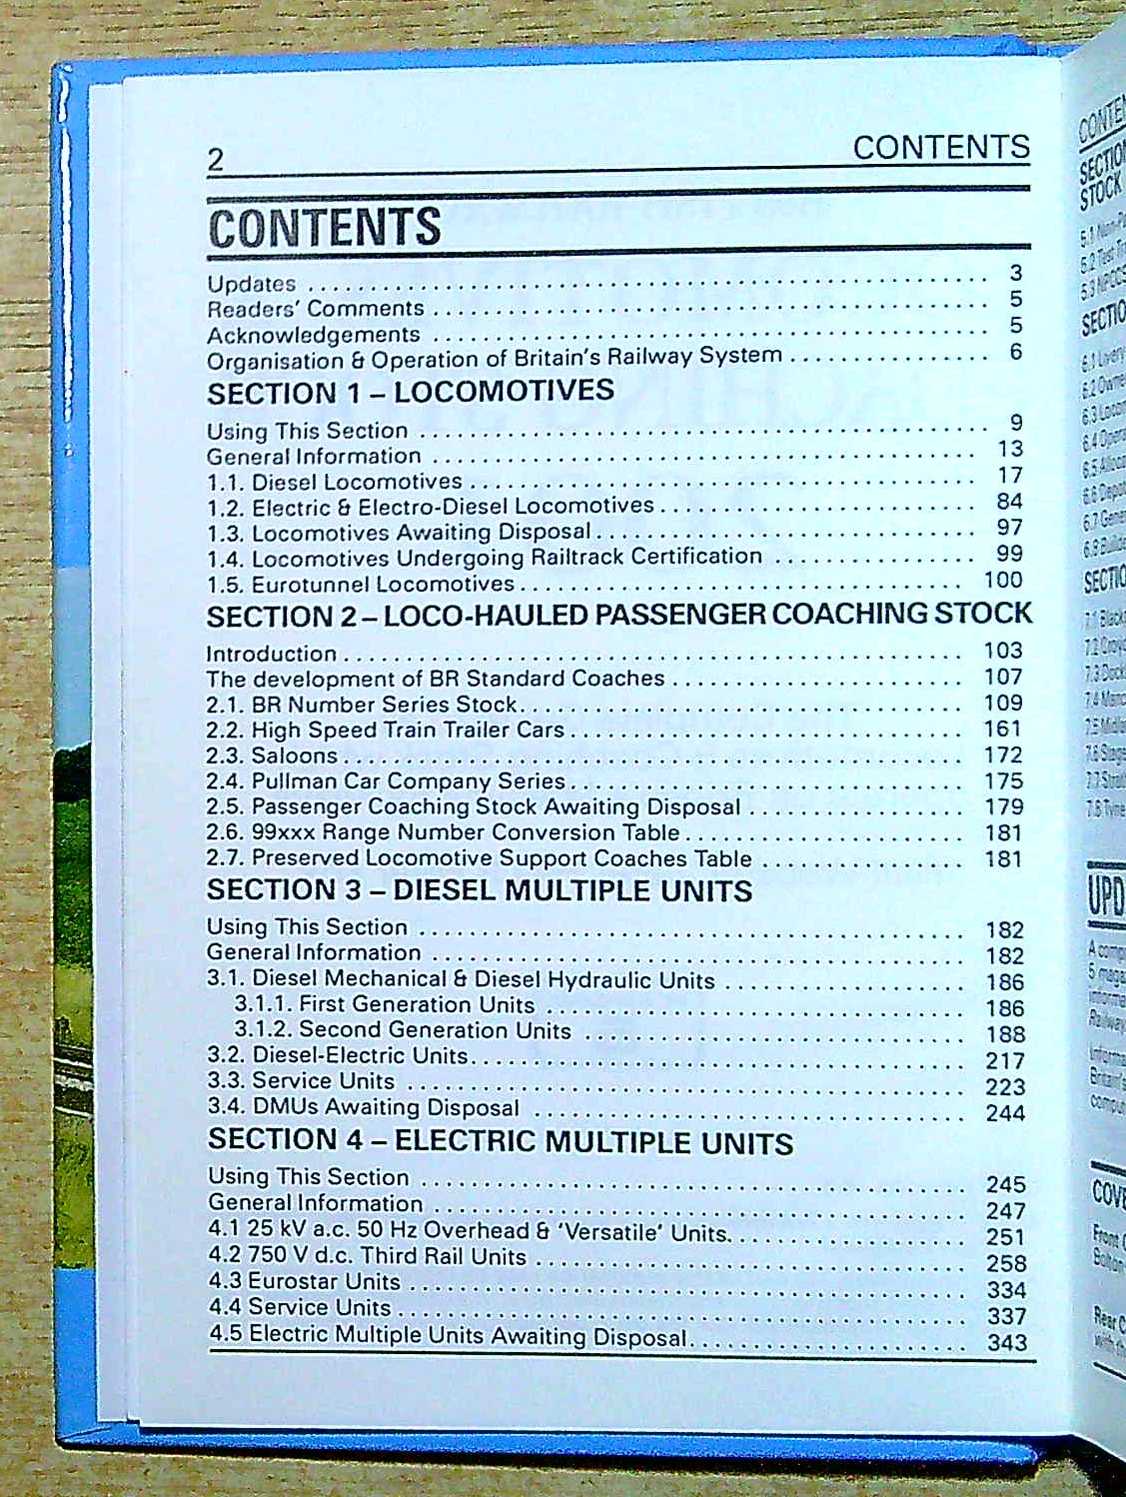 2 CONTENTS
CONTENTS
Updates 3
Readers' Comments 5
Acknowledgements 5
Organisation & Operation of Britain's Railway System 6
SECTION 1 – LOCOMOTIVES
Using This Section 9
General Information 13
1.1. Diesel Locomotives 17
1.2. Electric & Electro-Diesel Locomotives 84
1.3. Locomotives Awaiting Disposal 97
1.4. Locomotives Undergoing Railtrack Certification 99
1.5. Eurotunnel Locomotives 100
SECTION 2 – LOCO-HAULED PASSENGER COACHING STOCK
Introduction 103
The development of BR Standard Coaches 107
2.1. BR Number Series Stock 109
2.2. High Speed Train Trailer Cars 161
2.3. Saloons 172
2.4. Pullman Car Company Series 175
2.5. Passenger Coaching Stock Awaiting Disposal 179
2.6. 99xxx Range Number Conversion Table 181
2.7. Preserved Locomotive Support Coaches Table 181
SECTION 3 – DIESEL MULTIPLE UNITS
Using This Section 182
General Information 182
3.1. Diesel Mechanical & Diesel Hydraulic Units 186
3.1.1. First Generation Units 186
3.1.2. Second Generation Units 188
3.2. Diesel-Electric Units 217
3.3. Service Units 223
3.4. DMUs Awaiting Disposal 244
SECTION 4 – ELECTRIC MULTIPLE UNITS
Using This Section 245
General Information 247
4.1 25 kV a.c. 50 Hz Overhead & 'Versatile' Units 251
4.2 750 V d.c. Third Rail Units 258
4.3 Eurostar Units 334
4.4 Service Units 337
4.5 Electric Multiple Units Awaiting Disposal 343